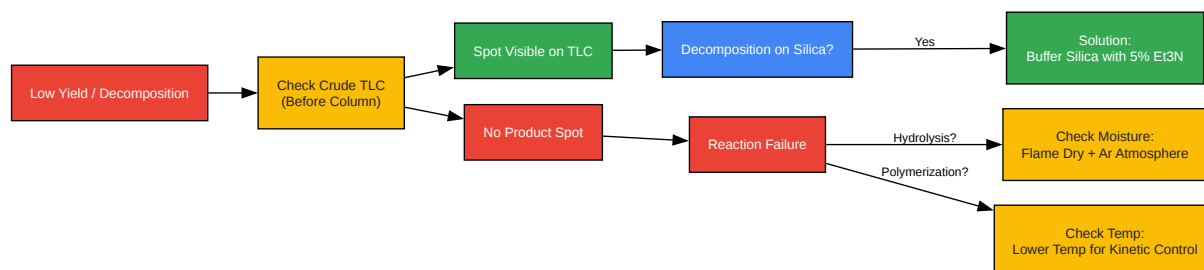 Low Yield / Decomposition
Check Crude TLC
(Before Column)
Spot Visible on TLC
Decomposition on Silica?
Yes
Solution:
Buffer Silica with 5% Et3N
No Product Spot
Reaction Failure
Hydrolysis?
Check Moisture:
Flame Dry + Ar Atmosphere
Polymerization?
Check Temp:
Lower Temp for Kinetic Control